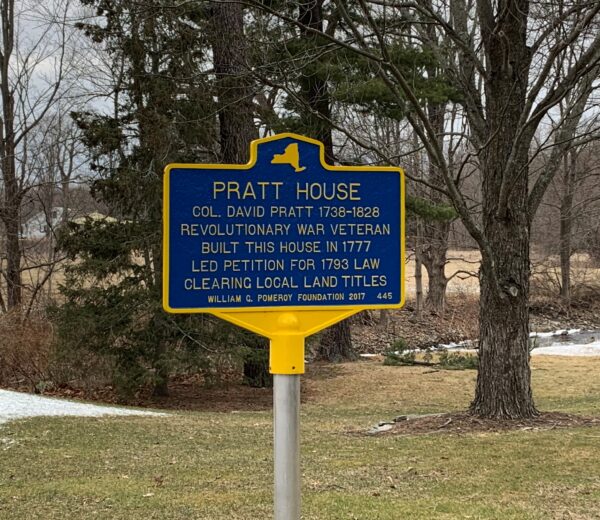 PRATT HOUSE
COL. DAVID PRATT 1738-1828
REVOLUTIONARY WAR VETERAN
BUILT THIS HOUSE IN 1777
LED PETITION FOR 1793 LAW
CLEARING LOCAL LAND TITLES
WILLIAM G. POMEROY FOUNDATION 2017 445